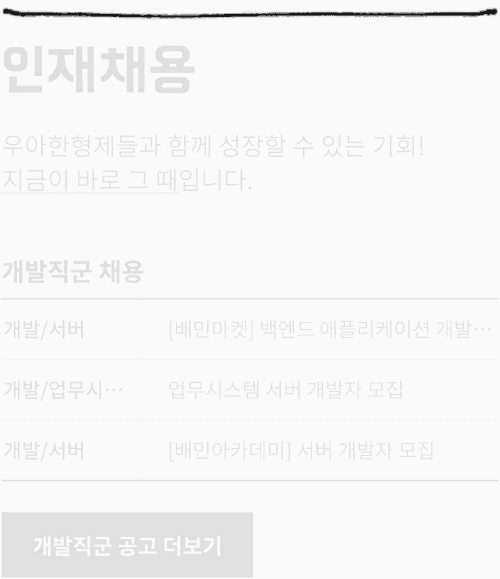 인재채용
우아한형제들과 함께 성장할 수 있는 기회!
지금이 바로 그 때입니다.
개발직군 채용
개발/서버 [배민마켓] 백엔드 애플리케이션 개발…
개발/업무시… 업무시스템 서버 개발자 모집
개발/서버 [배민아카데미] 서버 개발자 모집
개발직군 공고 더보기